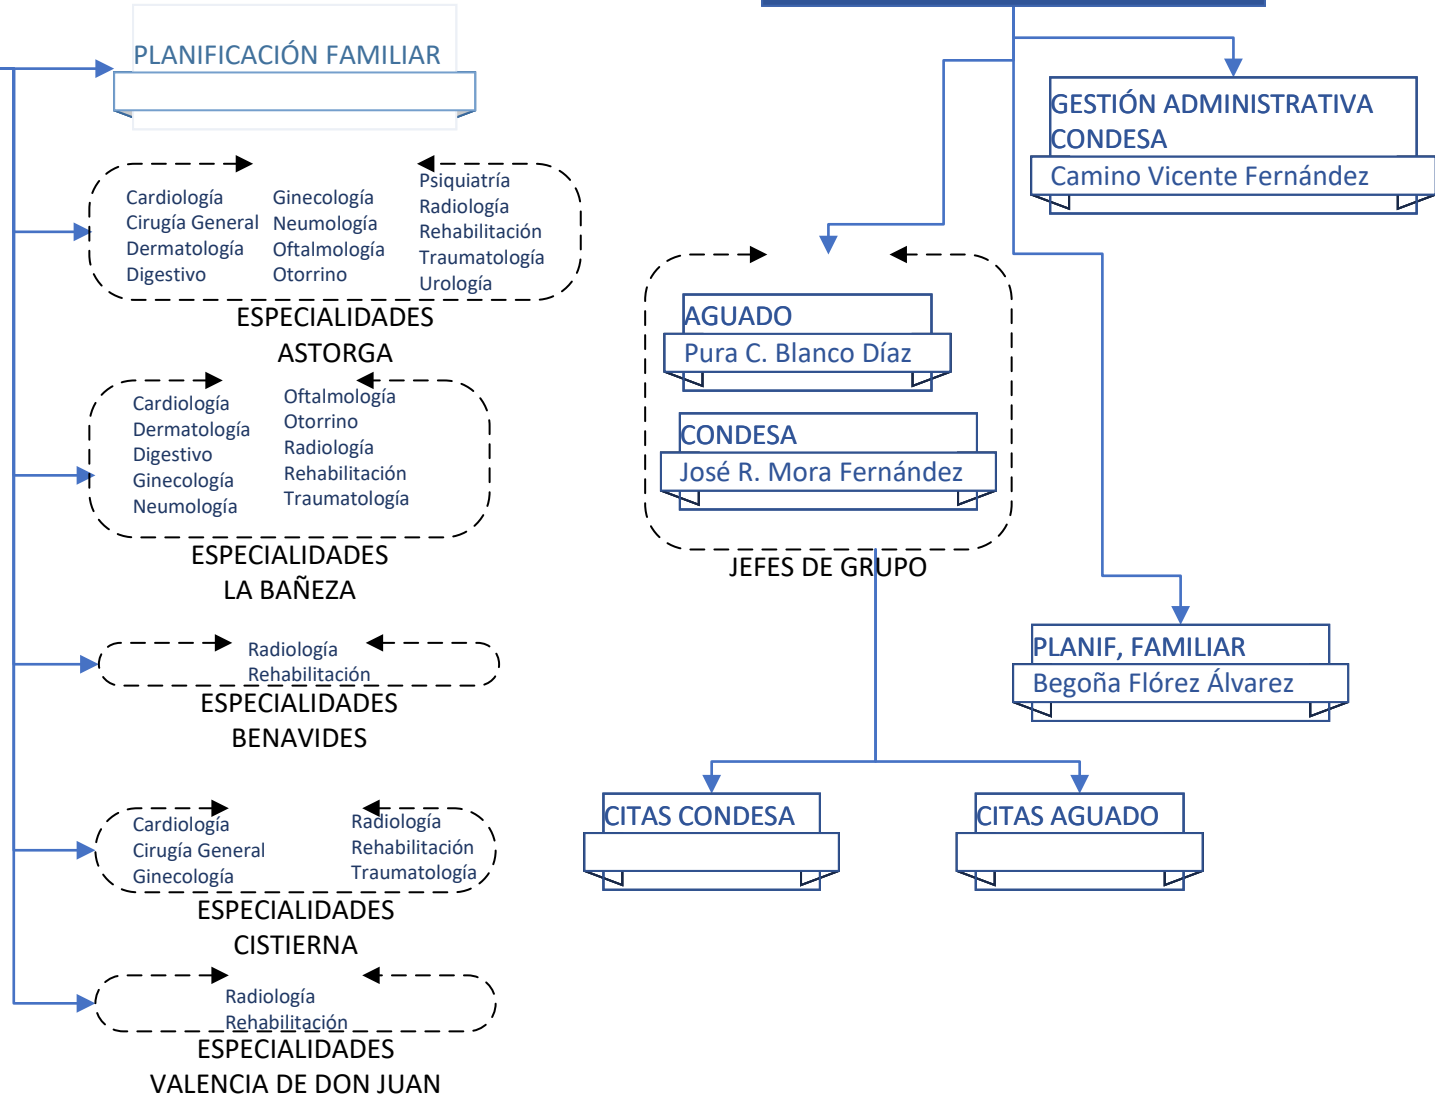 PLANIFICACIÓN FAMILIAR
Cardiología
Cirugía General
Dermatología
Digestivo
Ginecología
Neumología
Oftalmología
Otorrino
Psiquiatría
Radiología
Rehabilitación
Traumatología
Urología
ESPECIALIDADES
ASTORGA
Cardiología
Dermatología
Digestivo
Ginecología
Neumología
Oftalmología
Otorrino
Radiología
Rehabilitación
Traumatología
ESPECIALIDADES
LA BAÑEZA
Radiología
Rehabilitación
ESPECIALIDADES
BENAVIDES
Cardiología
Cirugía General
Ginecología
Radiología
Rehabilitación
Traumatología
ESPECIALIDADES
CISTIERNA
Radiología
Rehabilitación
ESPECIALIDADES
VALENCIA DE DON JUAN
GESTIÓN ADMINISTRATIVA
CONDESA
Camino Vicente Fernández
AGUADO
Pura C. Blanco Díaz
CONDESA
José R. Mora Fernández
JEFES DE GRUPO
PLANIF, FAMILIAR
Begoña Flórez Álvarez
CITAS CONDESA
CITAS AGUADO